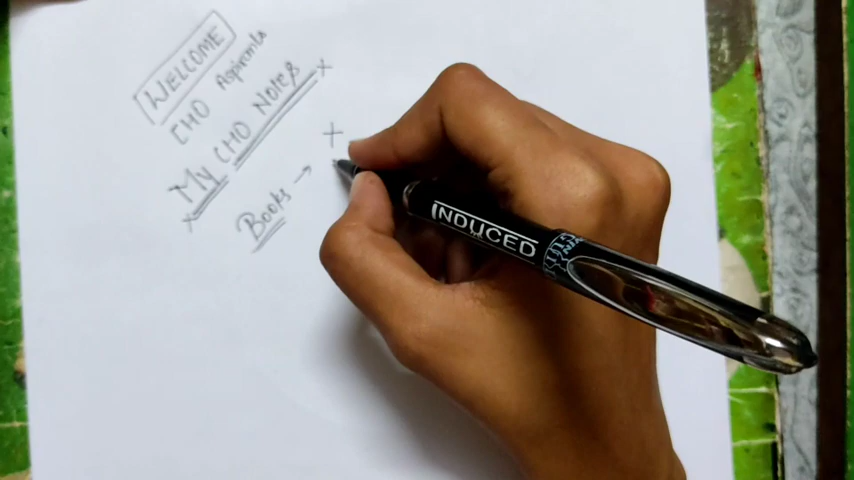 WELCOME
CHO Aspirants
My CHO Notes x
x
Books →
+
INDUCED